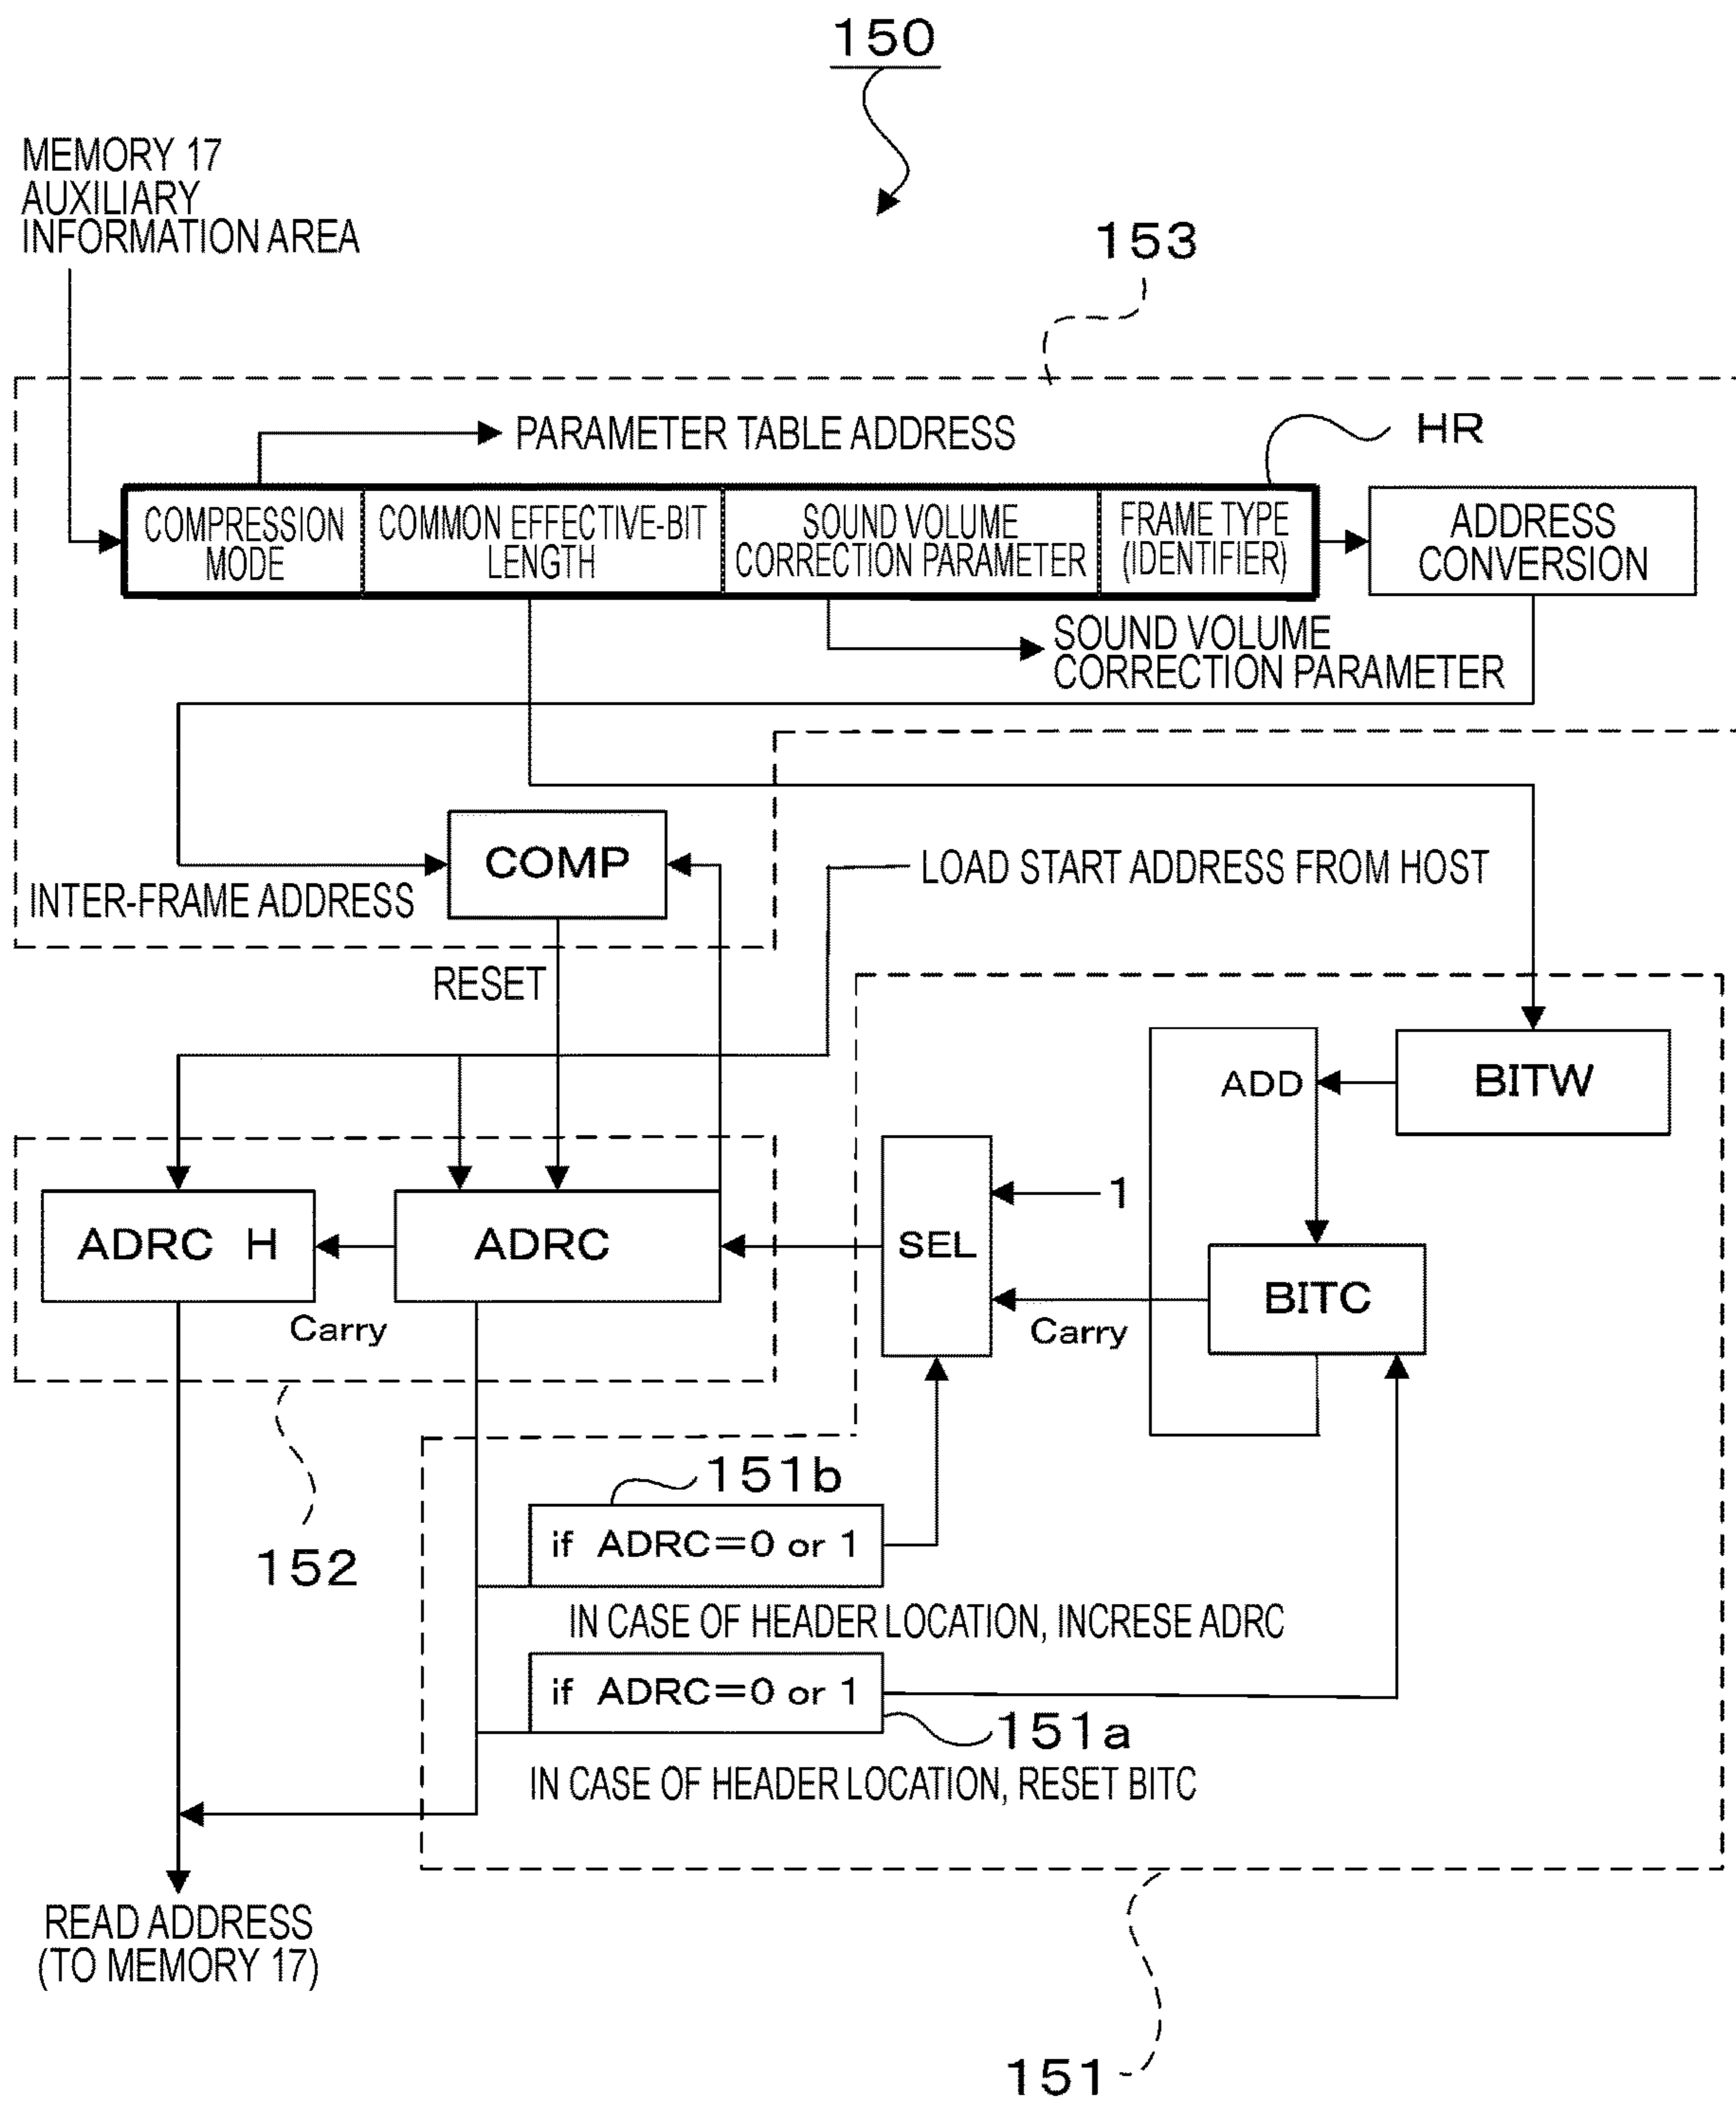 150
MEMORY 17
AUXILIARY
INFORMATION AREA
153
PARAMETER TABLE ADDRESS
HR
COMPRESSION
MODE
COMMON EFFECTIVE-BIT
LENGTH
SOUND VOLUME
CORRECTION PARAMETER
FRAME TYPE
(IDENTIFIER)
ADDRESS
CONVERSION
SOUND VOLUME
CORRECTION PARAMETER
COMP
LOAD START ADDRESS FROM HOST
INTER-FRAME ADDRESS
RESET
ADD
BITW
1
ADRC H
ADRC
SEL
BITC
Carry
Carry
151b
if ADRC=0 or 1
152
IN CASE OF HEADER LOCATION, INCRESE ADRC
if ADRC=0 or 1
151a
IN CASE OF HEADER LOCATION, RESET BITC
READ ADDRESS
(TO MEMORY 17)
151